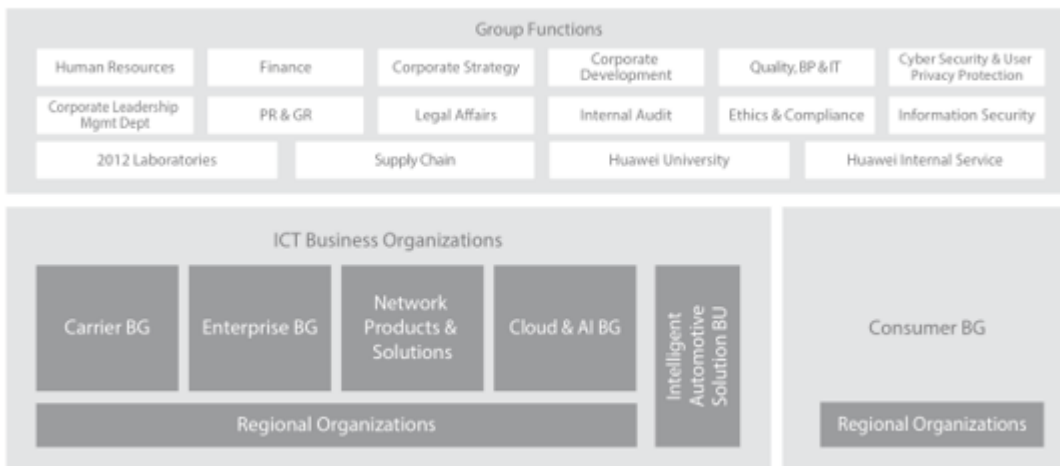 Group Functions
Human Resources
Finance
Corporate Strategy
Corporate
Development
Quality, BP & IT
Cyber Security & User
Privacy Protection
Corporate Leadership
Mgmt Dept
PR & GR
Legal Affairs
Internal Audit
Ethics & Compliance
Information Security
2012 Laboratories
Supply Chain
Huawei University
Huawei Internal Service
ICT Business Organizations
Carrier BG
Enterprise BG
Network
Products &
Solutions
Cloud & AI BG
Intelligent
Automotive
Solution BU
Regional Organizations
Consumer BG
Regional Organizations